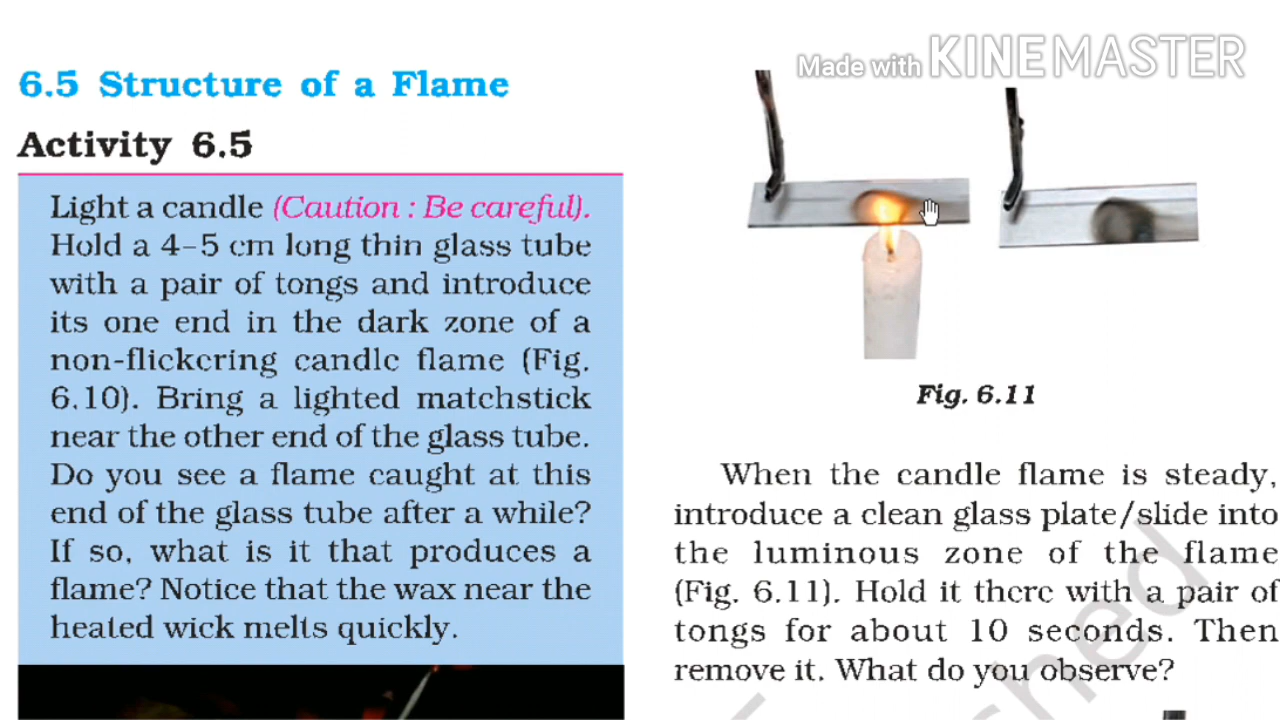 Made with KINEMASTER
6.5 Structure of a Flame
Activity 6.5
Light a candle (Caution : Be careful).
Hold a 4–5 cm long thin glass tube
with a pair of tongs and introduce
its one end in the dark zone of a
non-flickering candle flame (Fig.
6.10). Bring a lighted matchstick
near the other end of the glass tube.
Do you see a flame caught at this
end of the glass tube after a while?
If so, what is it that produces a
flame? Notice that the wax near the
heated wick melts quickly.
Fig. 6.11
When the candle flame is steady,
introduce a clean glass plate/slide into
the luminous zone of the flame
(Fig. 6.11). Hold it there with a pair of
tongs for about 10 seconds. Then
remove it. What do you observe?